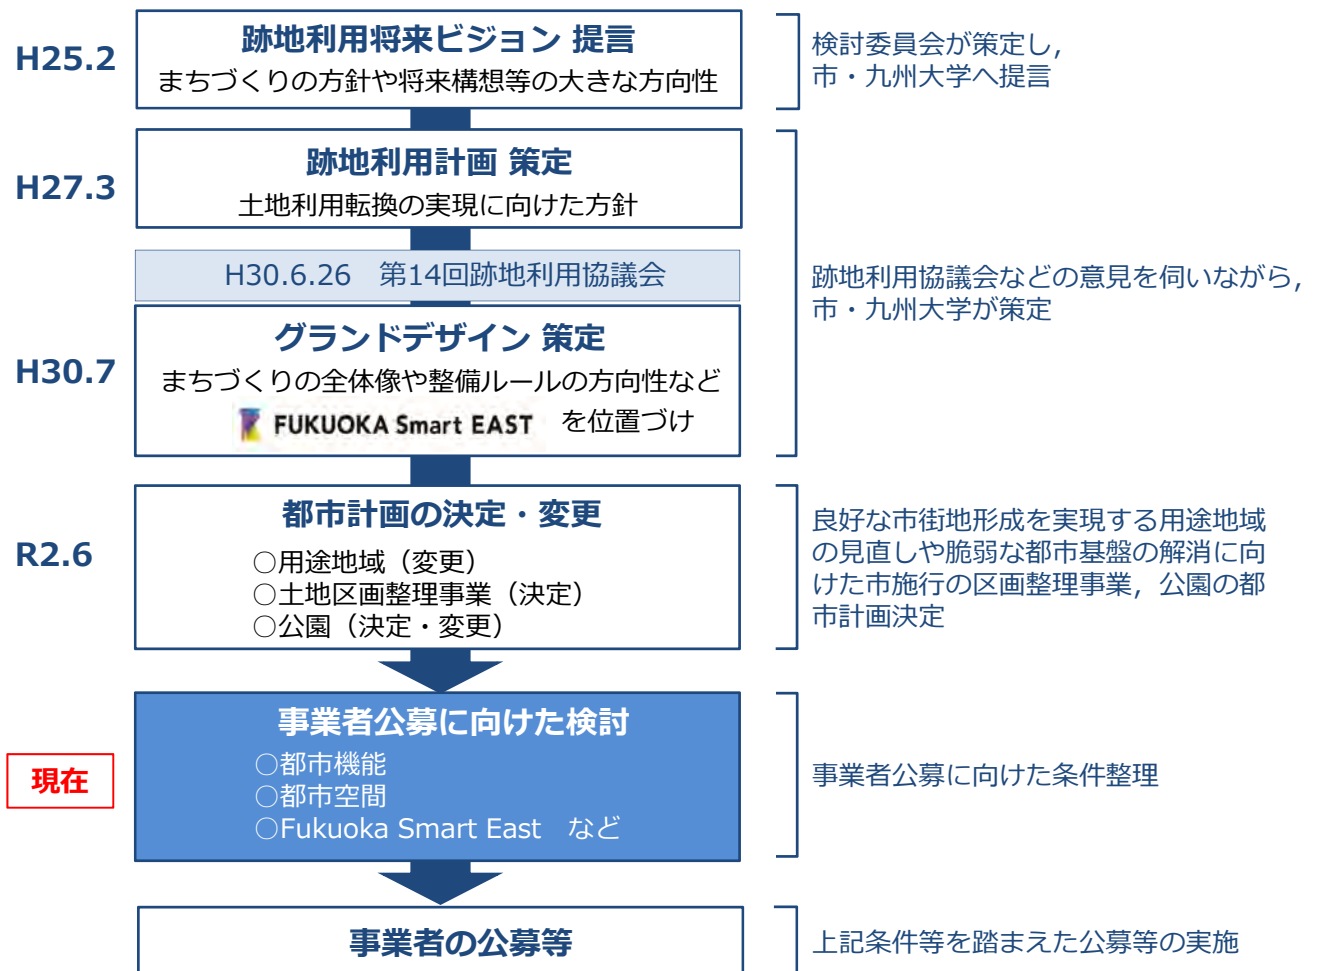 H25.2
跡地利用将来ビジョン 提言
まちづくりの方針や将来構想等の大きな方向性
検討委員会が策定し，
市・九州大学へ提言
H27.3
跡地利用計画 策定
土地利用転換の実現に向けた方針
H30.6.26　第14回跡地利用協議会
跡地利用協議会などの意見を伺いながら，
市・九州大学が策定
H30.7
グランドデザイン 策定
まちづくりの全体像や整備ルールの方向性など
FUKUOKA Smart EAST を位置づけ
R2.6
都市計画の決定・変更
○用途地域（変更）
○土地区画整理事業（決定）
○公園（決定・変更）
良好な市街地形成を実現する用途地域
の見直しや脆弱な都市基盤の解消に向
けた市施行の区画整理事業，公園の都
市計画決定
現在
事業者公募に向けた検討
○都市機能
○都市空間
○Fukuoka Smart East　など
事業者公募に向けた条件整理
事業者の公募等
上記条件等を踏まえた公募等の実施